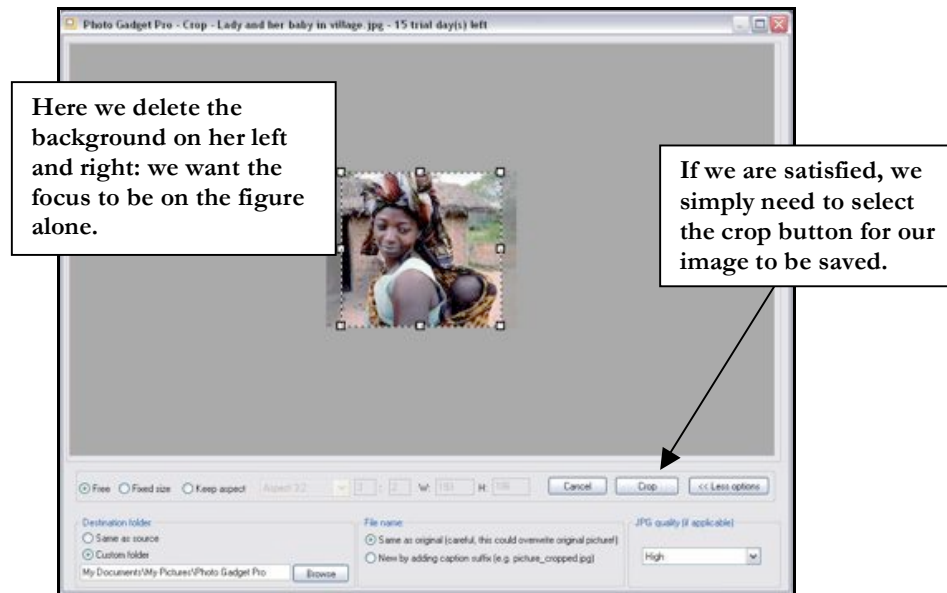 Photo Gadget Pro - Crop - Lady and her baby in village.jpg - 15 trial day(s) left
Here we delete the
background on her left
and right: we want the
focus to be on the figure
alone.
If we are satisfied, we
simply need to select
the crop button for our
image to be saved.
Free Fixed size Keep aspect Aspect 3:2 3 : 2 W: H: Cancel Crop << Less options
Destination folder
Same as source
Custom folder
My Documents\My Pictures\Photo Gadget Pro Browse
File name
Same as original (careful, this could overwrite original picture!)
New by adding caption suffix (e.g. picture_cropped.jpg)
JPG quality (if applicable)
High